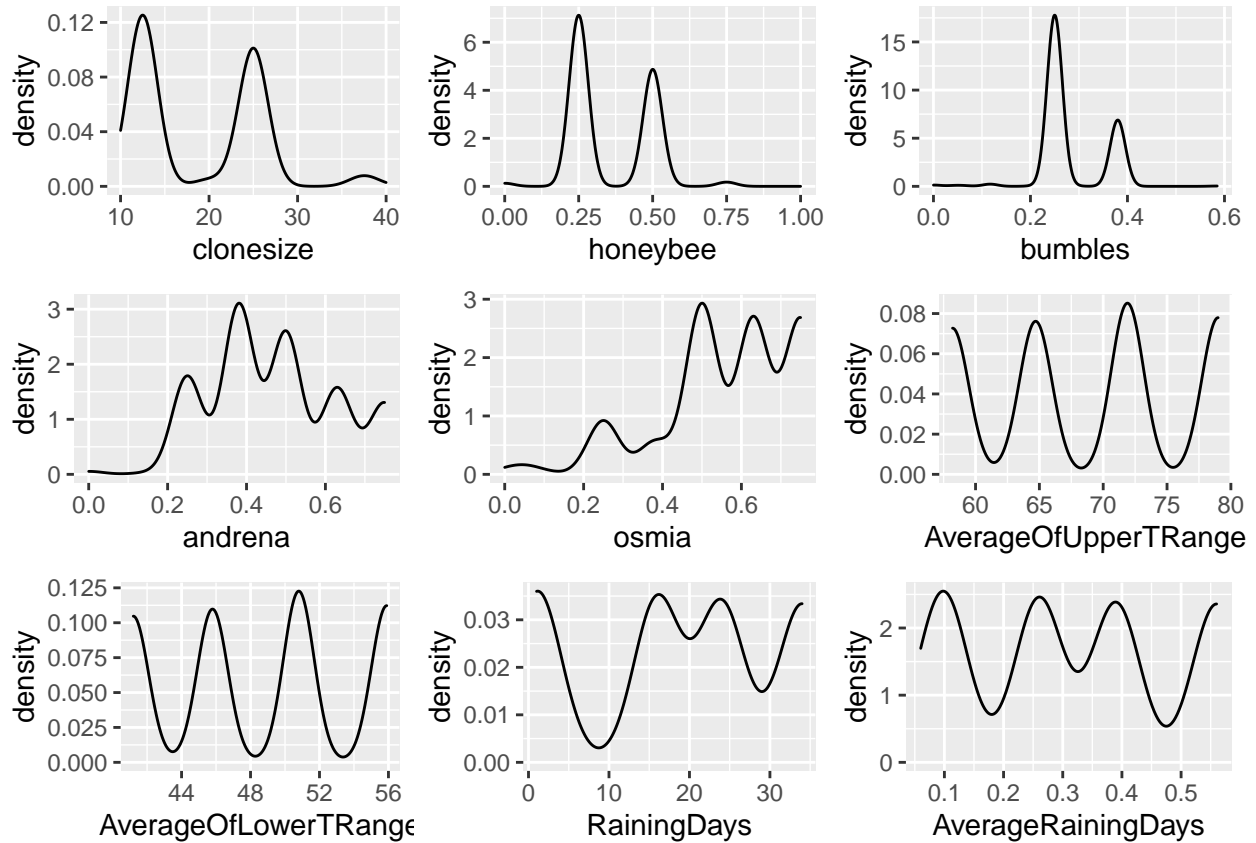 0.12
0.08
0.04
0.00
density
10 20 30 40
clonesize
6
4
2
0
density
0.00 0.25 0.50 0.75 1.00
honeybee
15
10
5
0
density
0.0 0.2 0.4 0.6
bumbles
3
2
1
0
density
0.0 0.2 0.4 0.6
andrena
3
2
1
0
density
0.0 0.2 0.4 0.6
osmia
0.08
0.06
0.04
0.02
0.00
density
60 65 70 75 80
AverageOfUpperTRange
0.125
0.100
0.075
0.050
0.025
0.000
density
44 48 52 56
AverageOfLowerTRange
0.03
0.02
0.01
0.00
density
0 10 20 30
RainingDays
2
1
0
density
0.1 0.2 0.3 0.4 0.5
AverageRainingDays